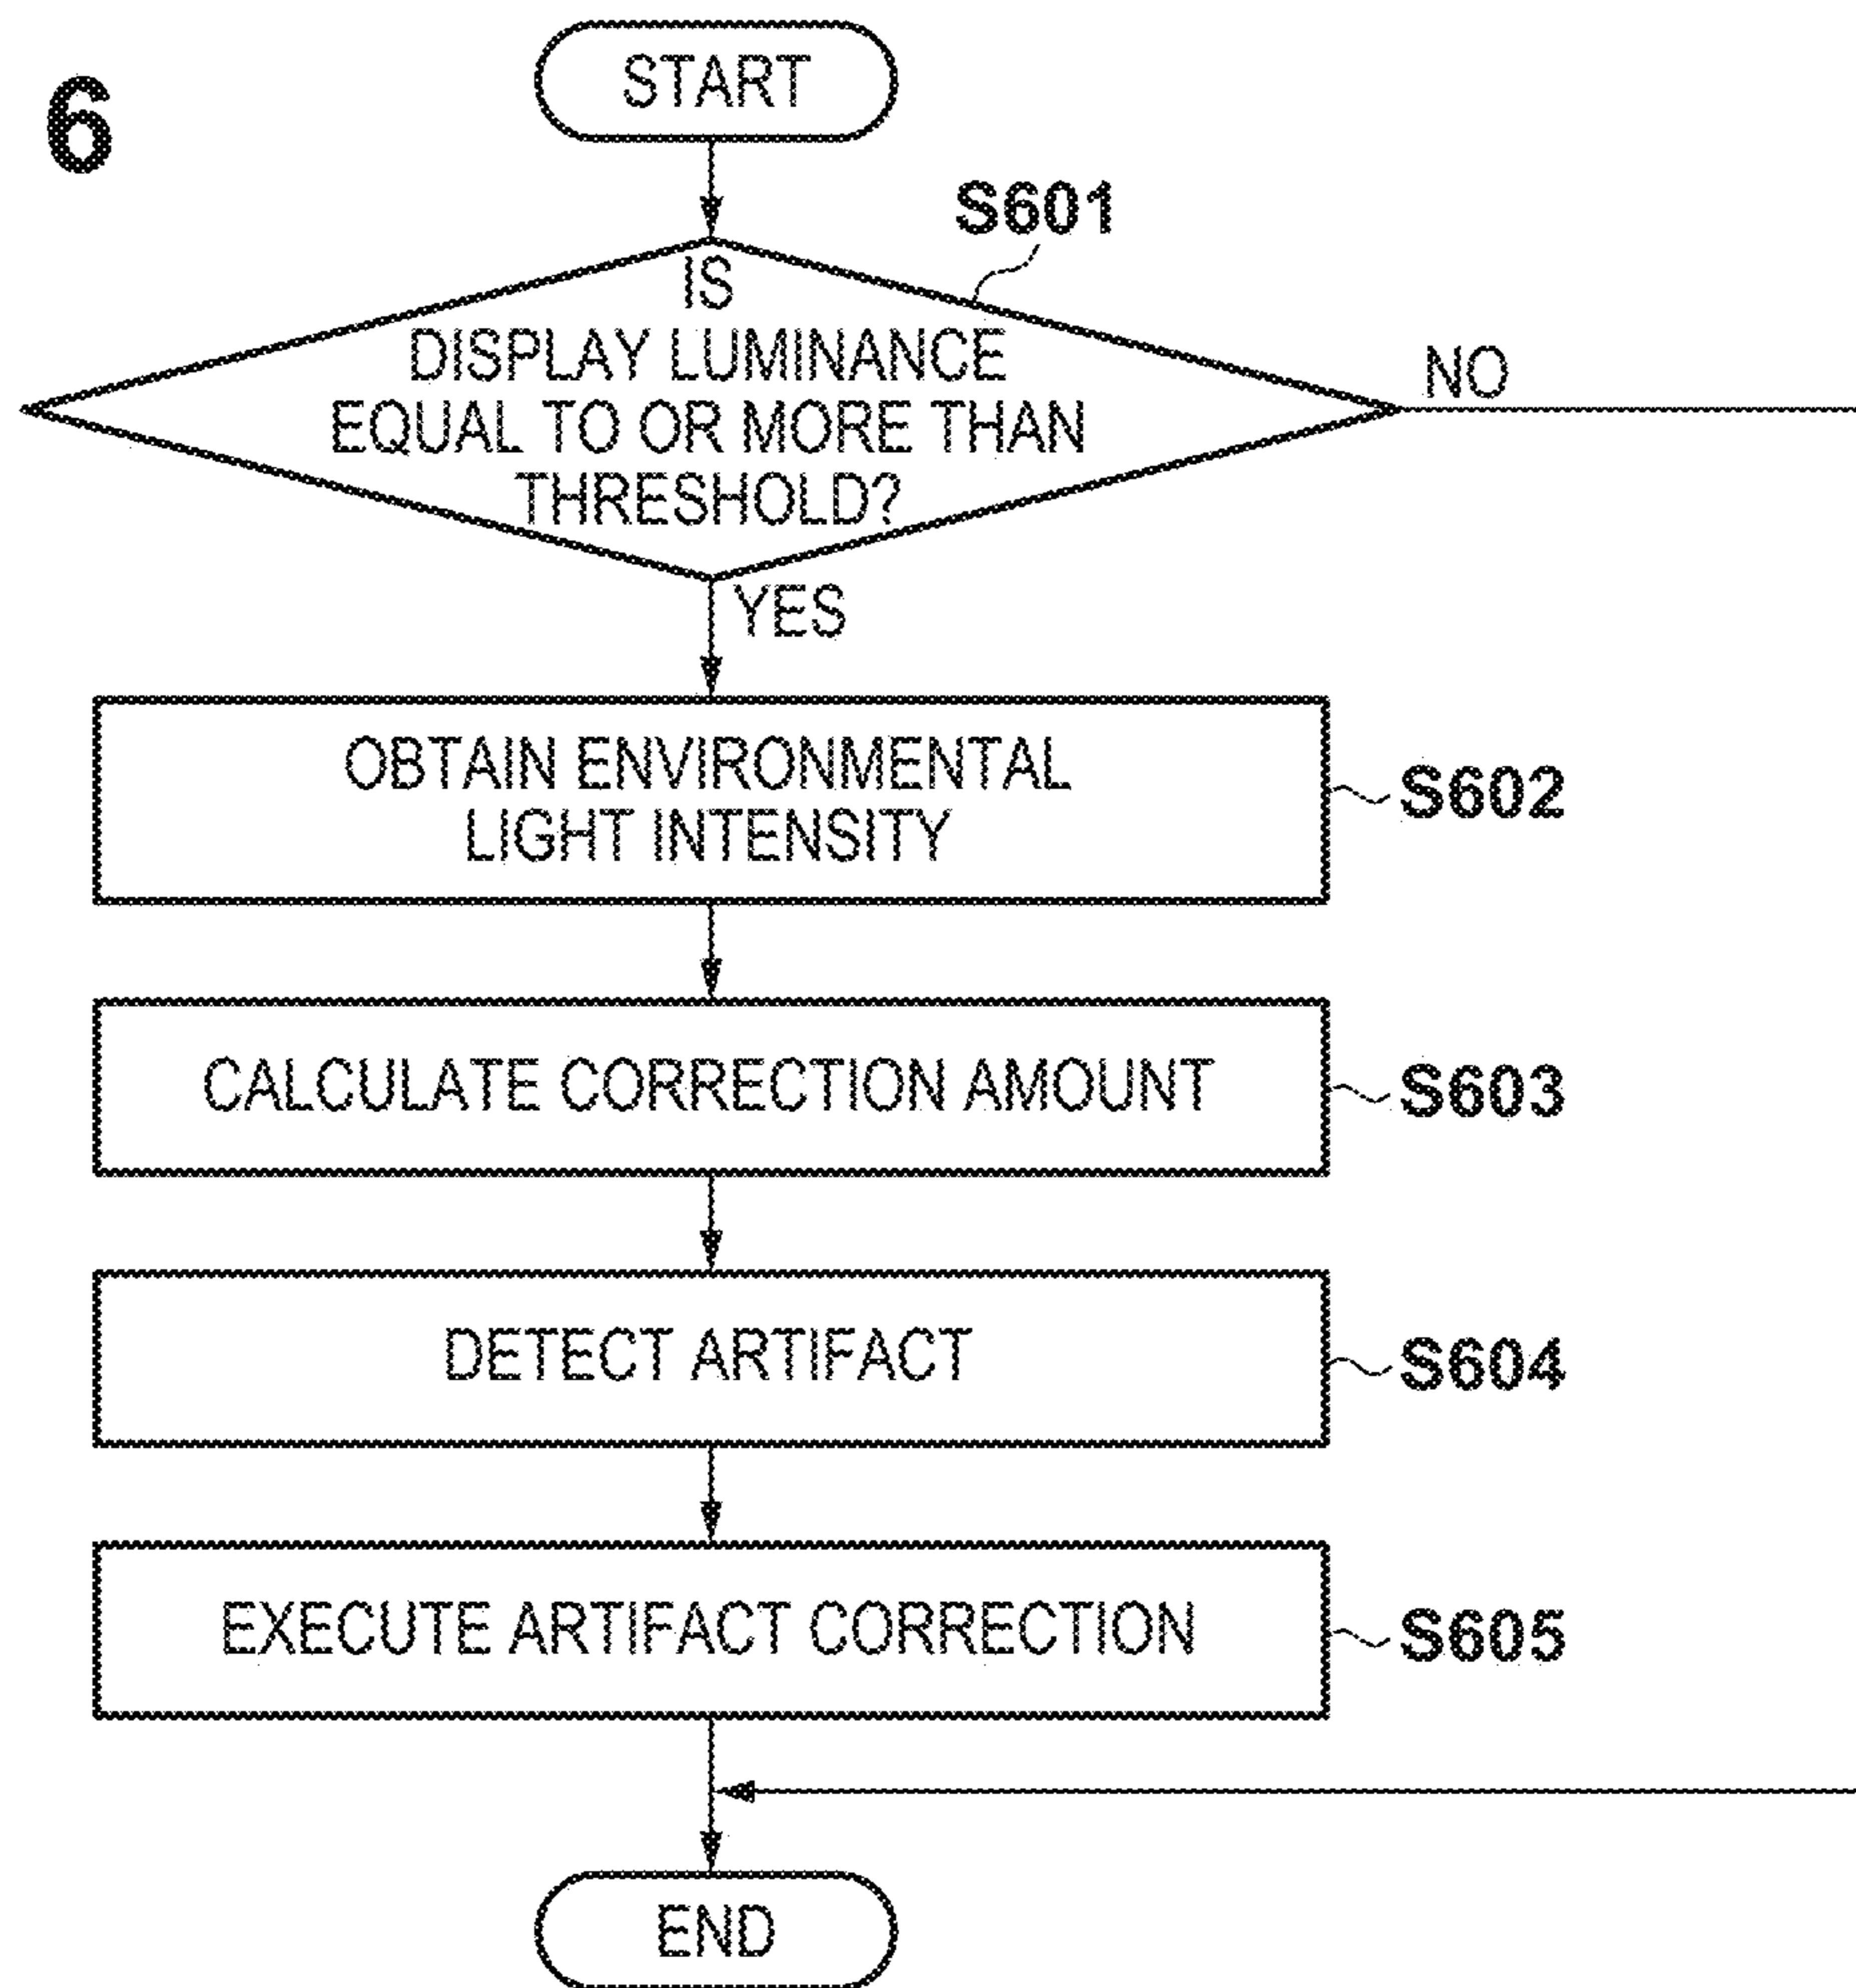 6
START
S601
IS
DISPLAY LUMINANCE
EQUAL TO OR MORE THAN
THRESHOLD?
NO
YES
OBTAIN ENVIRONMENTAL
LIGHT INTENSITY
S602
CALCULATE CORRECTION AMOUNT
S603
DETECT ARTIFACT
S604
EXECUTE ARTIFACT CORRECTION
S605
END